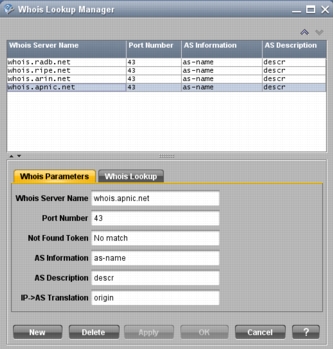 Whois Lookup Manager
Whois Server Name Port Number AS Information AS Description
whois.radb.net 43 as-name descr
whois.ripe.net 43 as-name descr
whois.arin.net 43 as-name descr
whois.apnic.net 43 as-name descr
Whois Parameters Whois Lookup
Whois Server Name whois.apnic.net
Port Number 43
Not Found Token No match
AS Information as-name
AS Description descr
IP->AS Translation origin
New Delete Apply OK Cancel ?